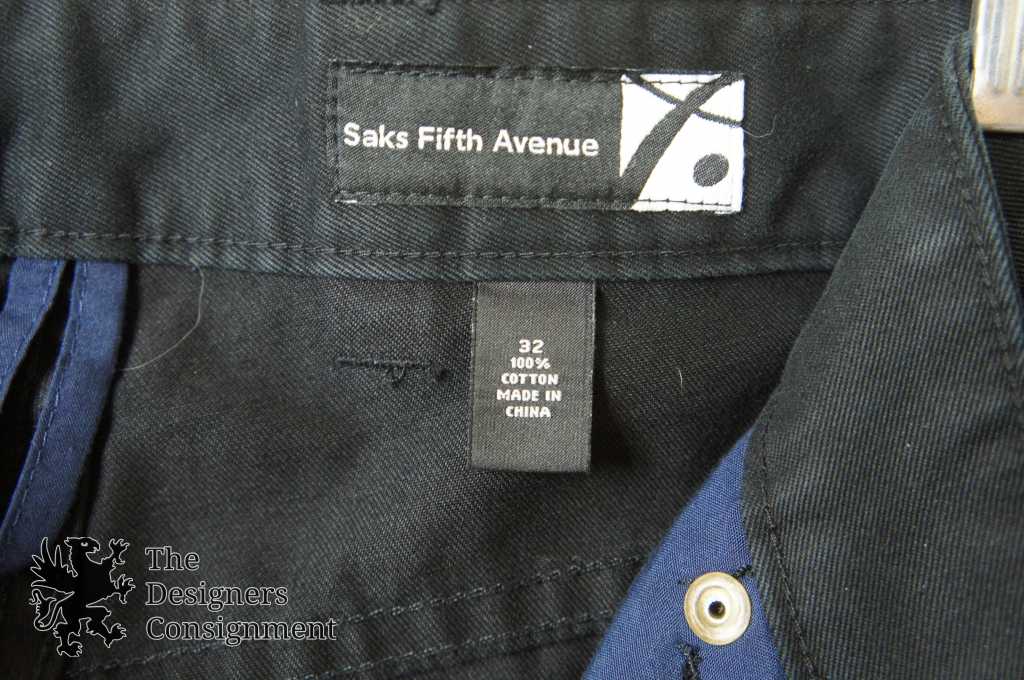 Saks Fifth Avenue
32
100%
COTTON
MADE IN
CHINA
The
Designers
Consignment